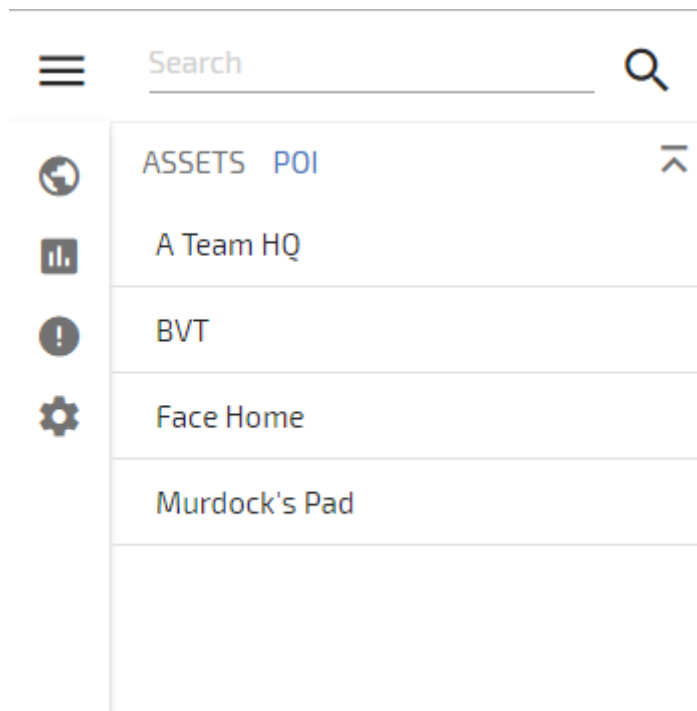 Search
ASSETS POI
A Team HQ
BVT
Face Home
Murdock's Pad